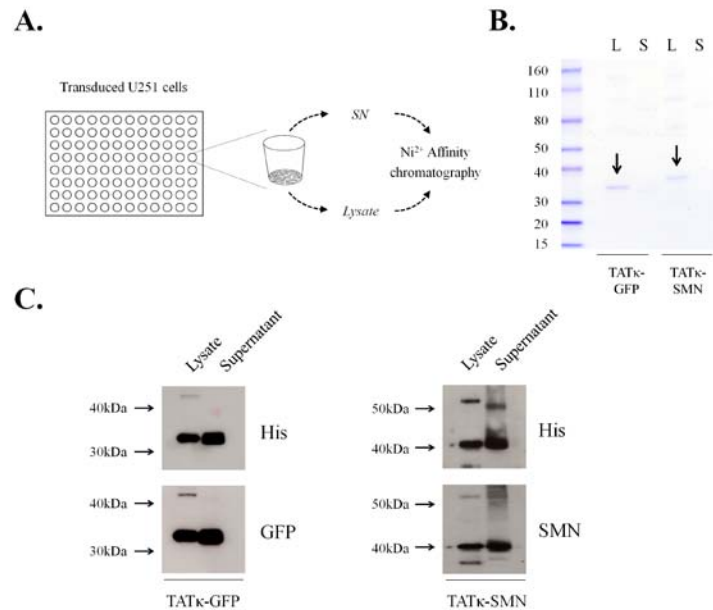 A.
Transduced U251 cells
SN
Lysate
Ni²⁺ Affinity
chromatography
B.
L S L S
160
110
80
50
40
30
20
15
TATκ-
GFP
TATκ-
SMN
C.
Lysate
Supernatant
40kDa
30kDa
His
40kDa
30kDa
GFP
TATκ-GFP
Lysate
Supernatant
50kDa
40kDa
His
50kDa
40kDa
SMN
TATκ-SMN